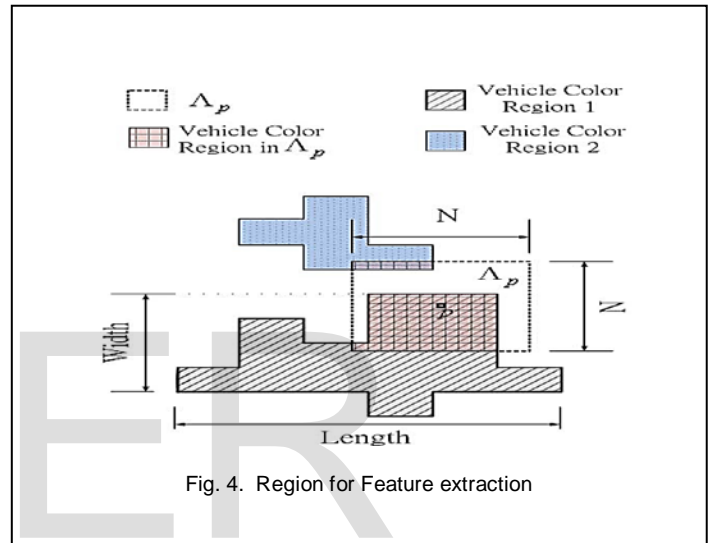 Λp
Vehicle Color
Region 1
Vehicle Color
Region in Λp
Vehicle Color
Region 2
N
Λp
p
N
Width
Length
ER
Fig. 4.  Region for Feature extraction